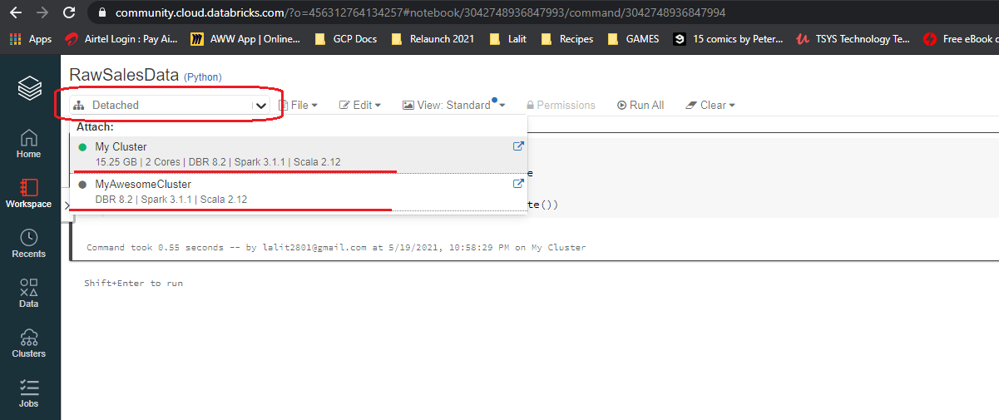 community.cloud.databricks.com/?o=456312764134257#notebook/3042748936847993/command/3042748936847994
Apps Airtel Login : Pay Ai... AWW App | Online... GCP Docs Relaunch 2021 Lalit Recipes GAMES 15 comics by Peter... TSYS Technology Te... Free eBook
RawSalesData (Python)
Detached File Edit View: Standard Permissions Run All Clear
Attach:
My Cluster
15.25 GB | 2 Cores | DBR 8.2 | Spark 3.1.1 | Scala 2.12
MyAwesomeCluster
DBR 8.2 | Spark 3.1.1 | Scala 2.12
te())
Command took 0.55 seconds -- by lalit2801@gmail.com at 5/19/2021, 10:58:29 PM on My Cluster
Shift+Enter to run
Home
Workspace
Recents
Data
Clusters
Jobs